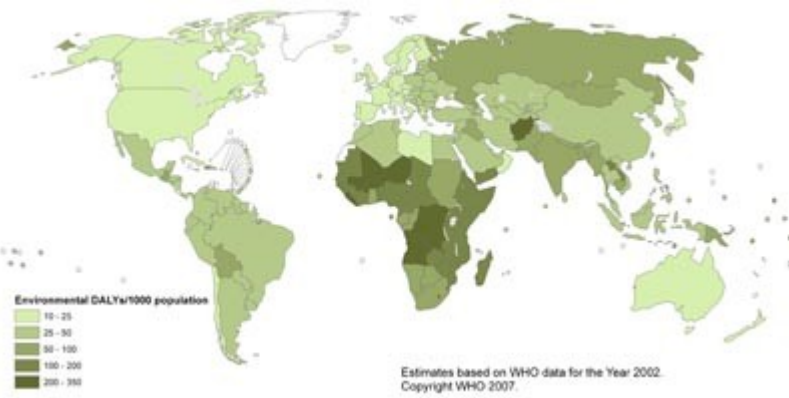 Environmental DALYs/1000 population
10 - 25
25 - 50
50 - 100
100 - 200
200 - 350
Estimates based on WHO data for the Year 2002.
Copyright WHO 2007.